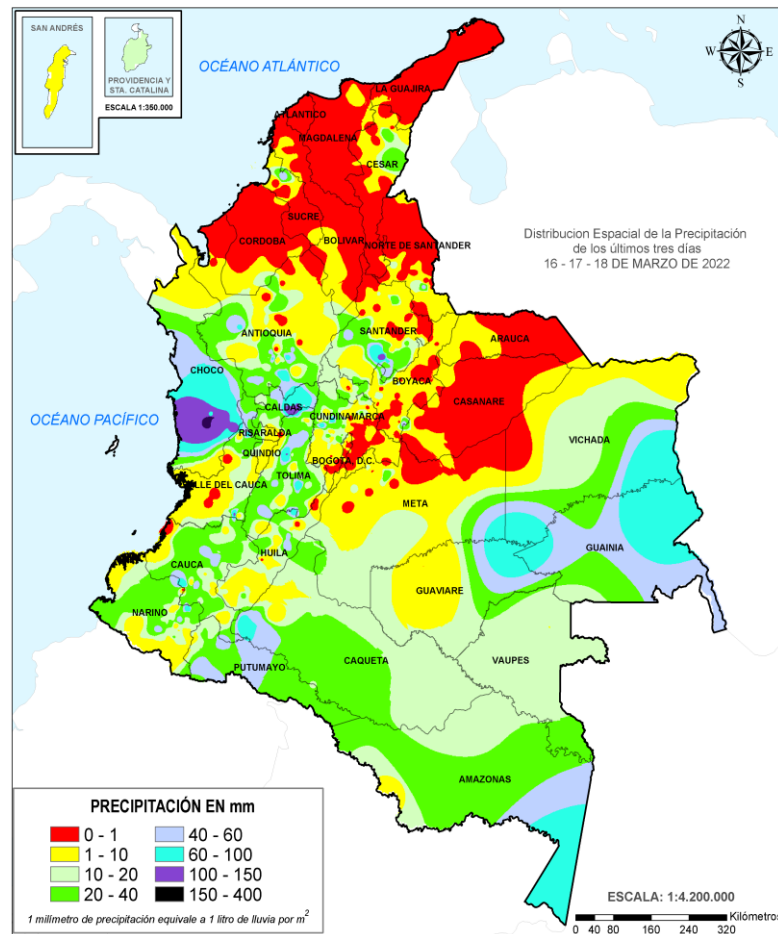 SAN ANDRÉS
PROVIDENCIA Y
STA. CATALINA
ESCALA 1:350.000
OCÉANO ATLÁNTICO
N
W
E
S
LA GUAJIRA
ATLANTICO
MAGDALENA
CESAR
SUCRE
CORDOBA
BOLIVAR
NORTE DE SANTANDER
Distribucion Espacial de la Precipitación
de los últimos tres días
16 - 17 - 18 DE MARZO DE 2022
ANTIOQUIA
SANTANDER
ARAUCA
CHOCO
BOYACA
CASANARE
OCÉANO PACÍFICO
CALDAS
CUNDINAMARCA
RISARALDA
VICHADA
QUINDIO
BOGOTA, D.C.
TOLIMA
VALLE DEL CAUCA
META
GUAINIA
HUILA
CAUCA
GUAVIARE
NARINO
CAQUETA
VAUPES
PUTUMAYO
AMAZONAS
PRECIPITACIÓN EN mm
0 - 1
1 - 10
10 - 20
20 - 40
40 - 60
60 - 100
100 - 150
150 - 400
1 milímetro de precipitación equivale a 1 litro de lluvia por m2
ESCALA: 1:4.200.000
Kilómetros
0 40 80 160 240 320